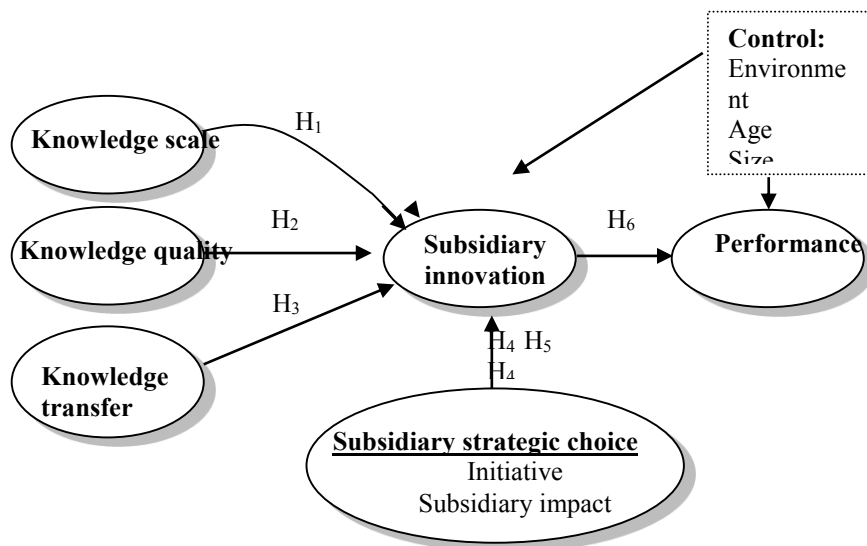 Control:
Environme
nt
Age
Size
Knowledge scale
H1
Knowledge quality
H2
Subsidiary
innovation
H6
Performance
H3
Knowledge
transfer
H4 H5
H4
Subsidiary strategic choice
Initiative
Subsidiary impact